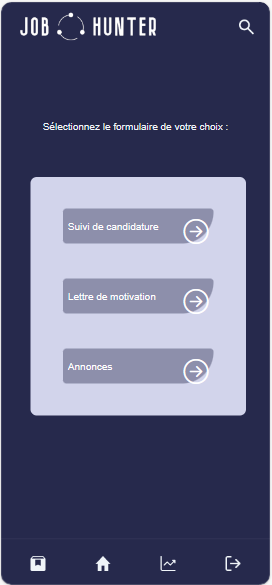 JOB HUNTER
Sélectionnez le formulaire de votre choix :
Suivi de candidature
Lettre de motivation
Annonces